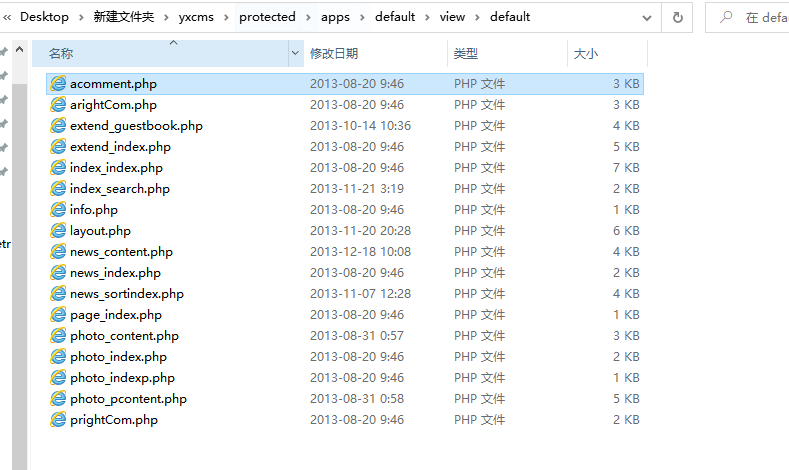 « Desktop › 新建文件夹 › yxcms › protected › apps › default › view › default
名称 修改日期 类型 大小
acomment.php 2013-08-20 9:46 PHP 文件 3 KB
arightCom.php 2013-08-20 9:46 PHP 文件 3 KB
extend_guestbook.php 2013-10-14 10:36 PHP 文件 4 KB
extend_index.php 2013-08-20 9:46 PHP 文件 5 KB
index_index.php 2013-08-20 9:46 PHP 文件 7 KB
index_search.php 2013-11-21 3:19 PHP 文件 2 KB
info.php 2013-08-20 9:46 PHP 文件 1 KB
layout.php 2013-11-20 20:28 PHP 文件 6 KB
news_content.php 2013-12-18 10:08 PHP 文件 4 KB
news_index.php 2013-08-20 9:46 PHP 文件 2 KB
news_sortindex.php 2013-11-07 12:28 PHP 文件 4 KB
page_index.php 2013-08-20 9:46 PHP 文件 1 KB
photo_content.php 2013-08-31 0:57 PHP 文件 3 KB
photo_index.php 2013-08-20 9:46 PHP 文件 2 KB
photo_indexp.php 2013-08-20 9:46 PHP 文件 1 KB
photo_pcontent.php 2013-08-31 0:58 PHP 文件 5 KB
prightCom.php 2013-08-20 9:46 PHP 文件 2 KB